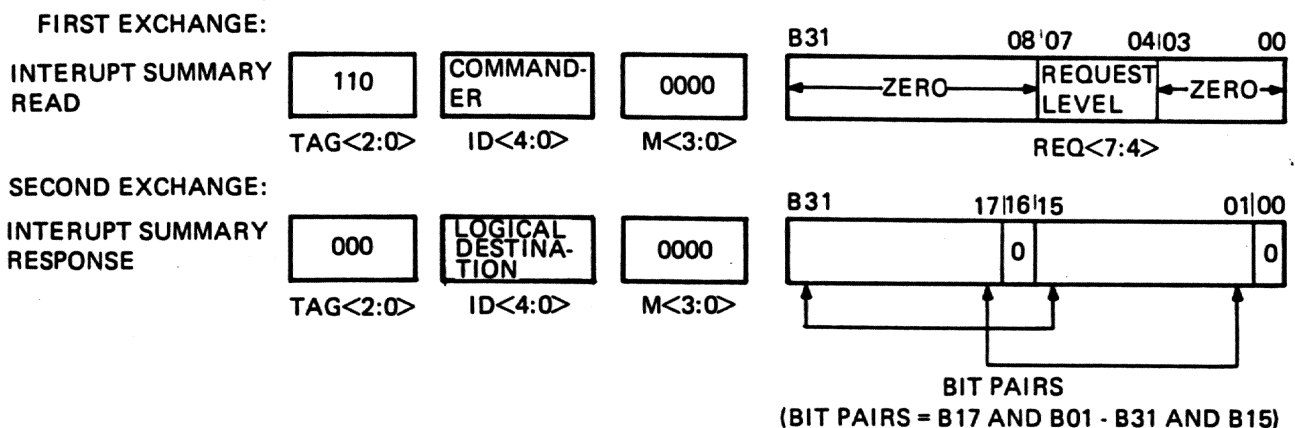 FIRST EXCHANGE:
B31 08 07 04 03 00
INTERUPT SUMMARY READ
110
COMMAND-
ER
0000
ZERO
REQUEST
LEVEL
ZERO
TAG<2:0> ID<4:0> M<3:0> REQ<7:4>
SECOND EXCHANGE:
B31 17 16 15 01 00
INTERUPT SUMMARY
RESPONSE
000
LOGICAL
DESTINA-
TION
0000
0
0
TAG<2:0> ID<4:0> M<3:0>
BIT PAIRS
(BIT PAIRS = B17 AND B01 - B31 AND B15)